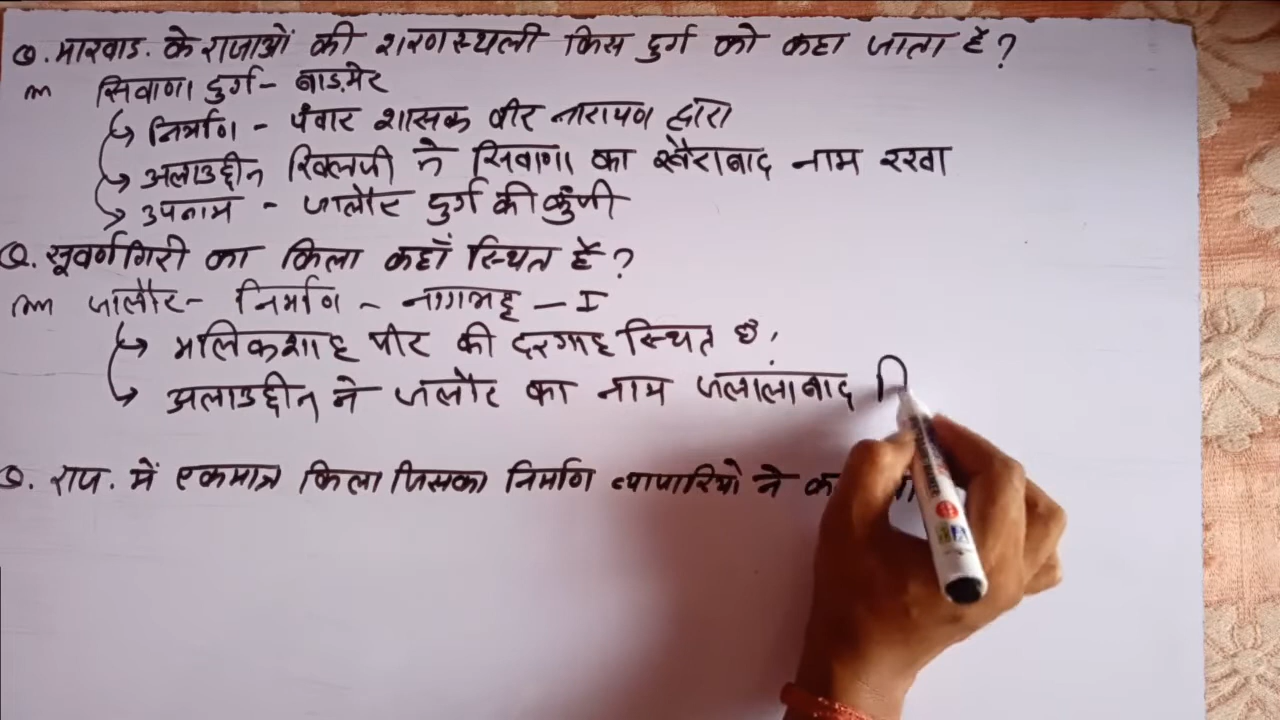 Q. मारवाड़. के राजाओं की शरणस्थली किस दुर्ग को कहा जाता है?
सिवाणा दुर्ग - बाड़मेर
निर्माण - पंवार शासक वीर नारायण द्वारा
अलाउद्दीन खिलजी ने सिवाणा का खैराबाद नाम रखा
उपनाम - जालौर दुर्ग की कुंजी
Q. सूवर्णगिरी का किला कहाँ स्थित है?
जालौर - निर्माण - नागभट्ट - I
मलिकशाह पीर की दरगाह स्थित है,
अलाउद्दीन ने जलौर का नाम जलालाबाद
Q. राज. में एकमात्र किला जिसका निर्माण व्यापारियो ने